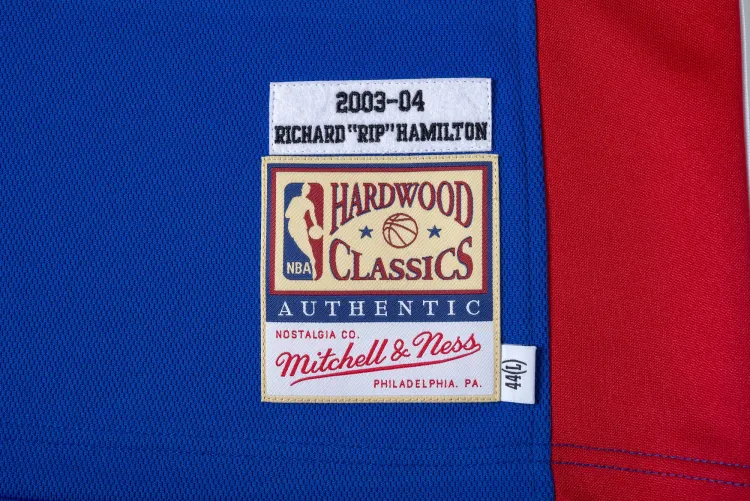 2003-04
RICHARD "RIP" HAMILTON
HARDWOOD
CLASSICS
NBA
AUTHENTIC
NOSTALGIA CO.
Mitchell & Ness
PHILADELPHIA. PA.
44(L)